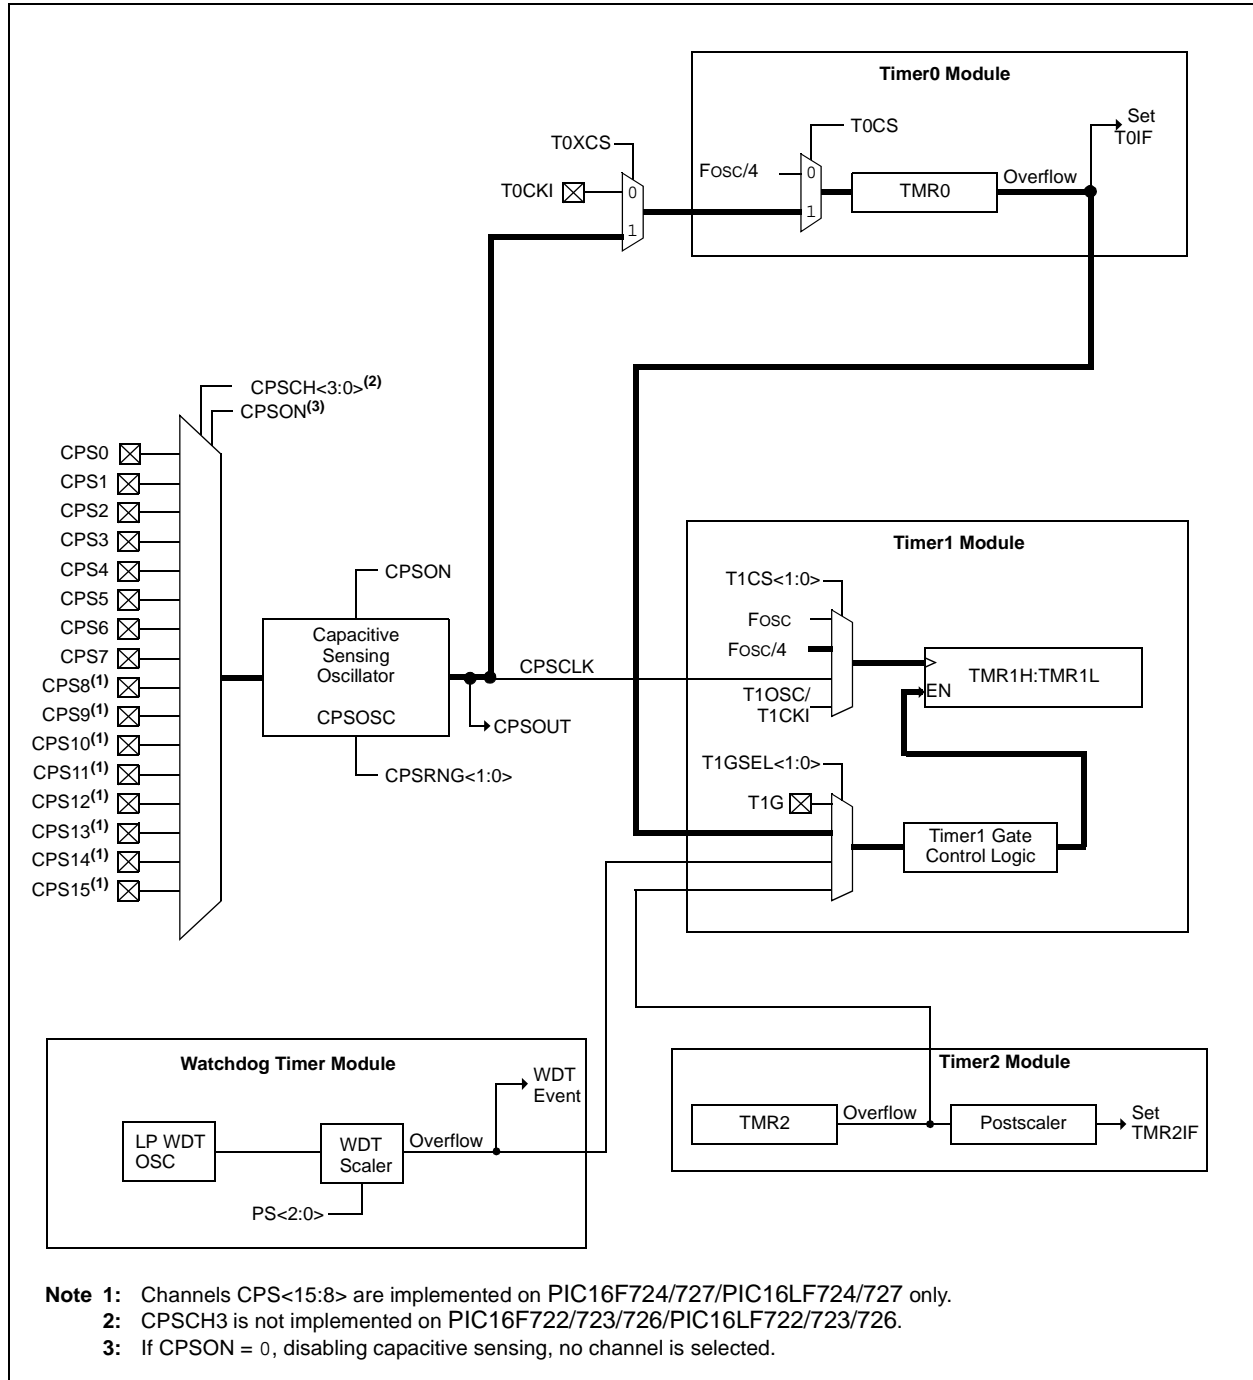 Timer0 Module
T0XCS
T0CS
Set
T0IF
FOSC/4
0
1
TMR0
Overflow
T0CKI
0
1
CPSCH<3:0>(2)
CPSON(3)
CPS0
CPS1
CPS2
CPS3
CPS4
CPS5
CPS6
CPS7
CPS8(1)
CPS9(1)
CPS10(1)
CPS11(1)
CPS12(1)
CPS13(1)
CPS14(1)
CPS15(1)
CPSON
Capacitive
Sensing
Oscillator
CPSOSC
CPSRNG<1:0>
CPSCLK
CPSOUT
Timer1 Module
T1CS<1:0>
FOSC
FOSC/4
T1OSC/
T1CKI
TMR1H:TMR1L
EN
T1GSEL<1:0>
T1G
Timer1 Gate
Control Logic
Watchdog Timer Module
WDT
Event
LP WDT
OSC
WDT
Scaler
Overflow
PS<2:0>
Timer2 Module
TMR2
Overflow
Postscaler
Set
TMR2IF
Note 1: Channels CPS<15:8> are implemented on PIC16F724/727/PIC16LF724/727 only.
2: CPSCH3 is not implemented on PIC16F722/723/726/PIC16LF722/723/726.
3: If CPSON = 0, disabling capacitive sensing, no channel is selected.